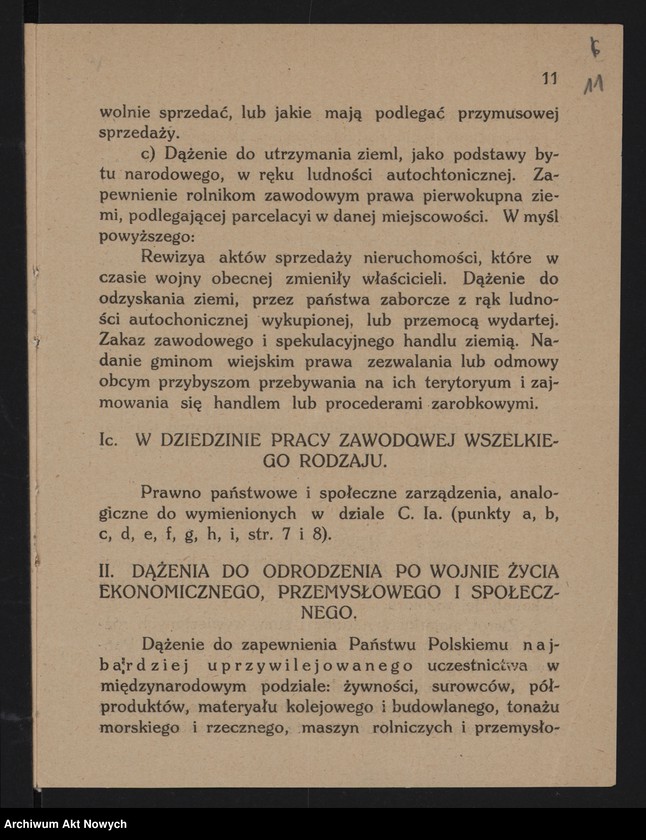 6
11
11
wolnie sprzedać, lub jakie mają podlegać przymusowej
sprzedaży.
c) Dążenie do utrzymania zieml, jako podstawy by-
tu narodowego, w ręku ludności autochtonicznej. Za-
pewnienie rolnikom zawodowym prawa pierwokupna zie-
mi, podlegającej parcelacyi w danej miejscowości. W myśl
powyższego:
Rewizya aktów sprzedaży nieruchomości, które w
czasie wojny obecnej zmieniły właścicieli. Dążenie do
odzyskania ziemi, przez państwa zaborcze z rąk ludno-
ści autochonicznej wykupionej, lub przemocą wydartej.
Zakaz zawodowego i spekulacyjnego handlu ziemią. Na-
danie gminom wiejskim prawa zezwalania lub odmowy
obcym przybyszom przebywania na ich terytoryum i zaj-
mowania się handlem lub procederami zarobkowymi.
Ic. W DZIEDZINIE PRACY ZAWODOWEJ WSZELKIE-
GO RODZAJU.
Prawno państwowe i społeczne zarządzenia, analo-
giczne do wymienionych w dziale C. Ia. (punkty a, b,
c, d, e, f, g, h, i, str. 7 i 8).
II. DĄŻENIA DO ODRODZENIA PO WOJNIE ŻYCIA
EKONOMICZNEGO, PRZEMYSŁOWEGO I SPOŁECZ-
NEGO.
Dążenie do zapewnienia Państwu Polskiemu naj-
bardziej uprzywilejowanego uczestnictwa w
międzynarodowym podziale: żywności, surowców, pół-
produktów, materyału kolejowego i budowlanego, tonażu
morskiego i rzecznego, maszyn rolniczych i przemysło-
Archiwum Akt Nowych